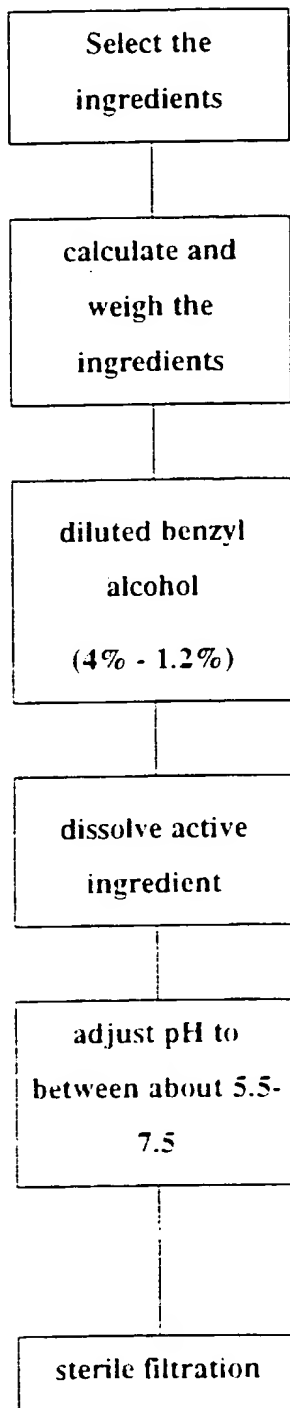 Select the
ingredients
calculate and
weigh the
ingredients
diluted benzyl
alcohol
(4% - 1.2%)
dissolve active
ingredient
adjust pH to
between about 5.5-
7.5
sterile filtration